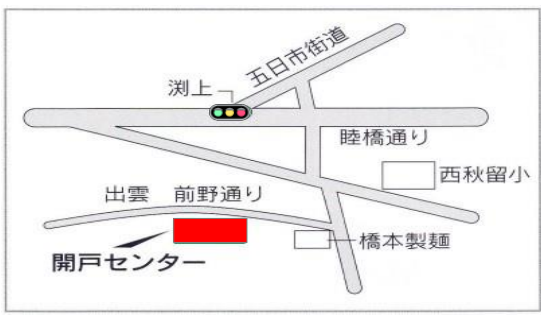 五日市街道
渕上
睦橋通り
西秋留小
出雲　前野通り
橋本製麺
開戸センター